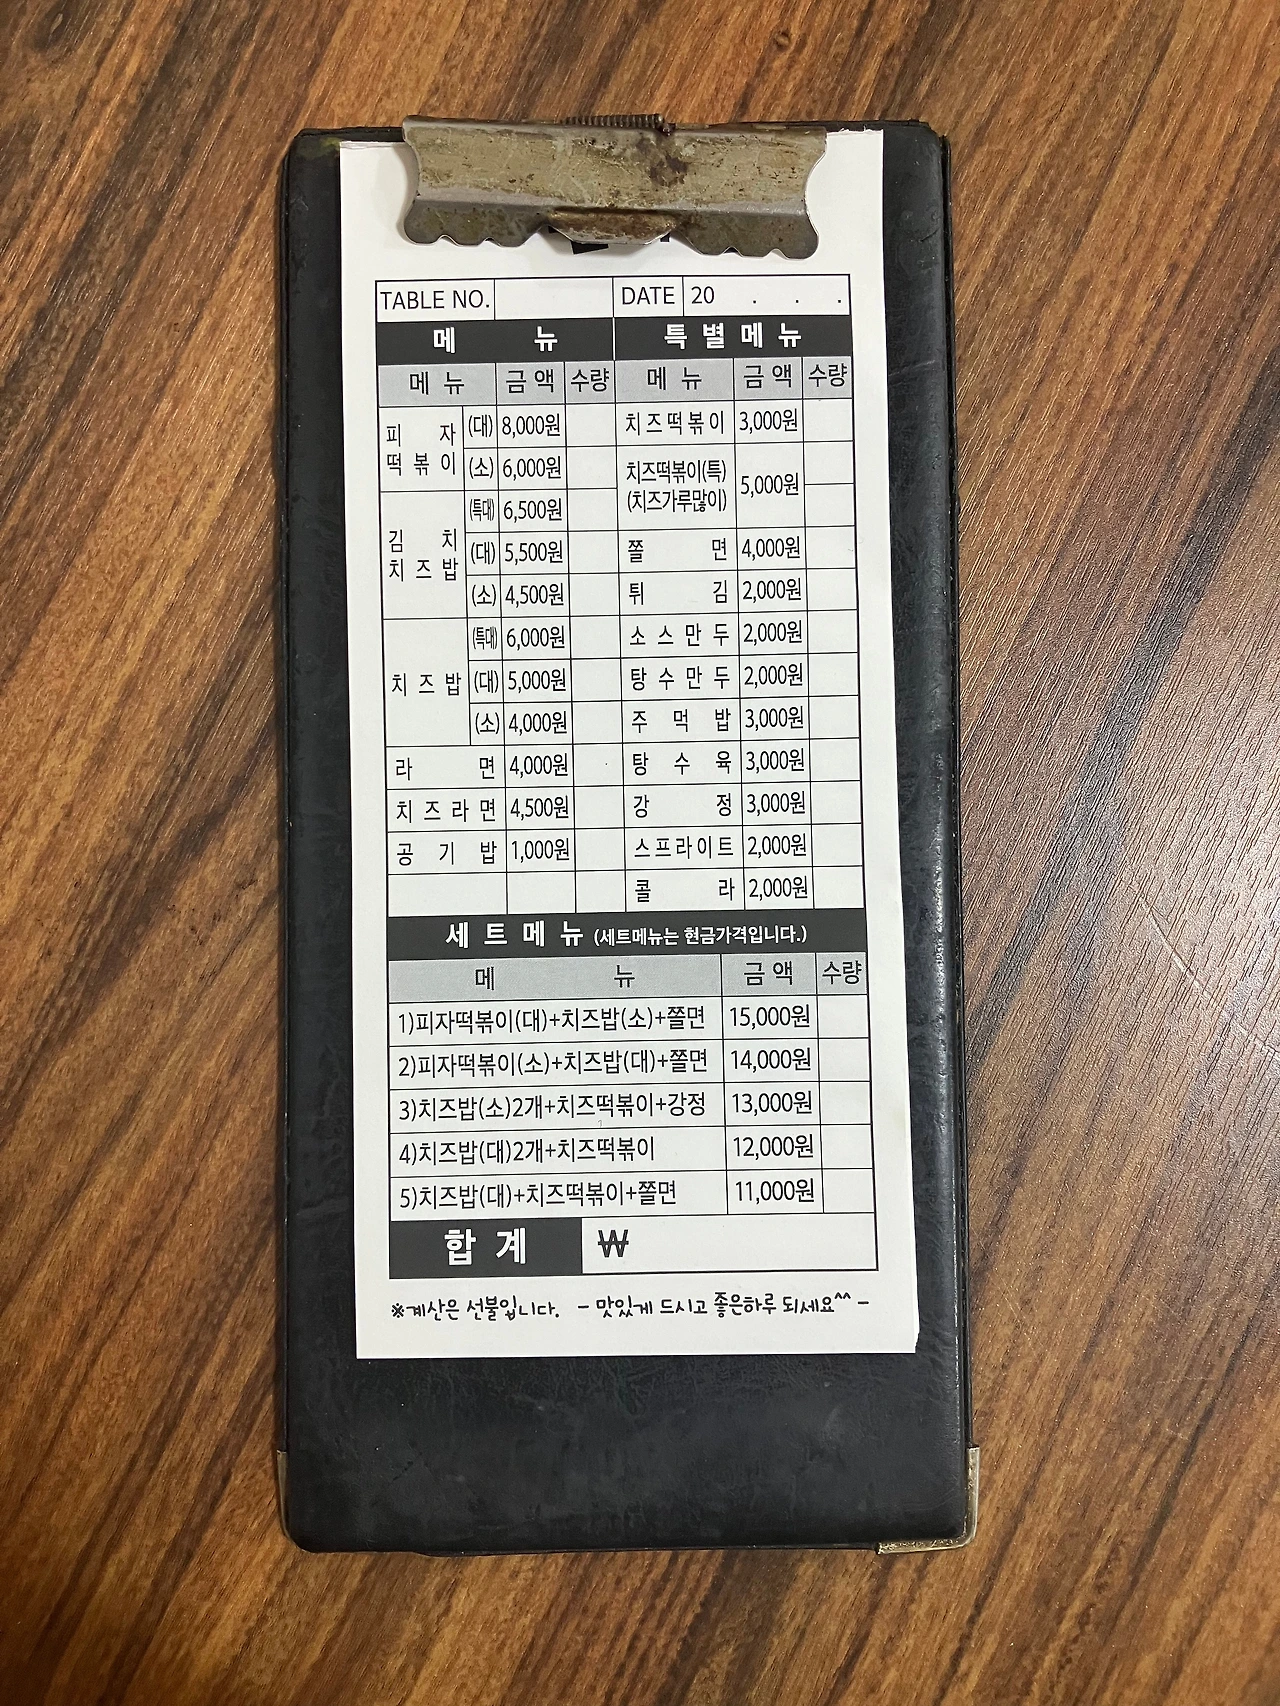 TABLE NO. DATE 20 . . .
메 뉴 특별메뉴
메 뉴 금액 수량 메 뉴 금액 수량
피자떡볶이 (대) 8,000원 치즈떡볶이 3,000원
(소) 6,000원 치즈떡볶이(특) 5,000원
(치즈가루많이)
김치치즈밥 (특대) 6,500원
(대) 5,500원 쫄면 4,000원
(소) 4,500원 튀김 2,000원
치즈밥 (특대) 6,000원 소스만두 2,000원
(대) 5,000원 탕수만두 2,000원
(소) 4,000원 주먹밥 3,000원
라면 4,000원 탕수육 3,000원
치즈라면 4,500원 강정 3,000원
공기밥 1,000원 스프라이트 2,000원
콜라 2,000원
세트메뉴 (세트메뉴는 현금가격입니다.)
메 뉴 금액 수량
1)피자떡볶이(대)+치즈밥(소)+쫄면 15,000원
2)피자떡볶이(소)+치즈밥(대)+쫄면 14,000원
3)치즈밥(소)2개+치즈떡볶이+강정 13,000원
4)치즈밥(대)2개+치즈떡볶이 12,000원
5)치즈밥(대)+치즈떡볶이+쫄면 11,000원
합계 ₩
※계산은 선불입니다. - 맛있게 드시고 좋은하루 되세요^^ -